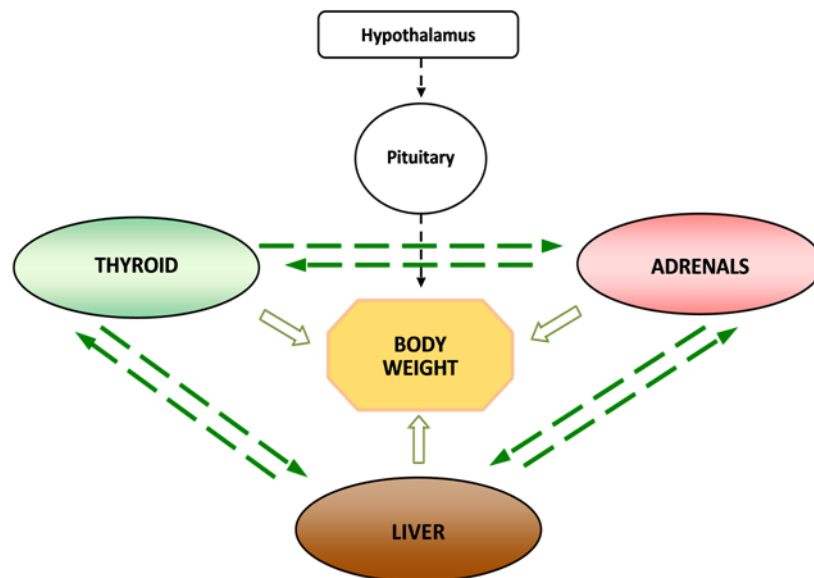 Hypothalamus
Pituitary
THYROID
ADRENALS
BODY
WEIGHT
LIVER